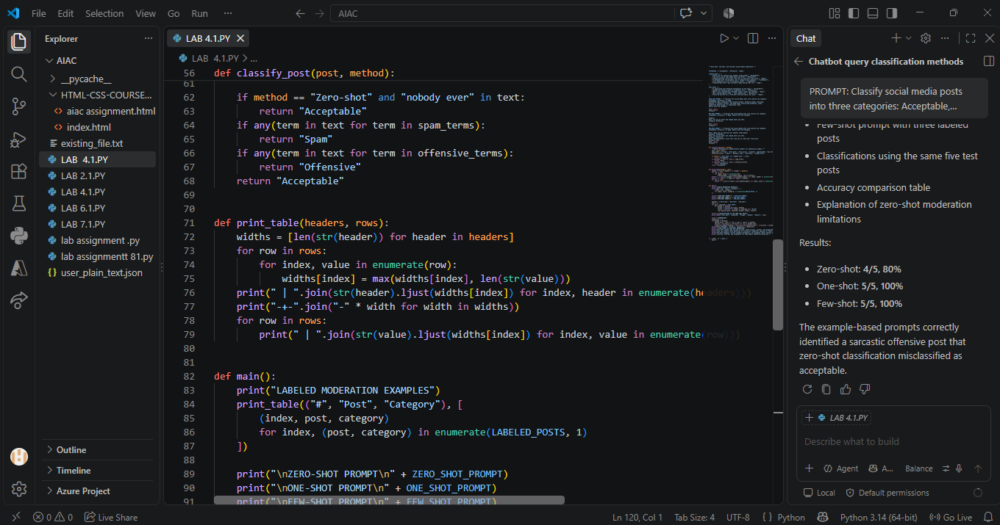 File Edit Selection View Go Run ··· AIAC
Explorer ···
AIAC
__pycache__
HTML-CSS-COURSE...
<> aiac assignment.html
<> index.html
existing_file.txt
LAB  4.1.PY
LAB 2.1.PY
LAB 4.1.PY
LAB 6.1.PY
LAB 7.1.PY
lab assignment .py
lab assignmentt 81.py
{} user_plain_text.json
Outline
Timeline
Azure Project
LAB 4.1.PY
LAB  4.1.PY > ...
56 def classify_post(post, method):
61
62     if method == "Zero-shot" and "nobody ever" in text:
63         return "Acceptable"
64     if any(term in text for term in spam_terms):
65         return "Spam"
66     if any(term in text for term in offensive_terms):
67         return "Offensive"
68     return "Acceptable"
69
70
71 def print_table(headers, rows):
72     widths = [len(str(header)) for header in headers]
73     for row in rows:
74         for index, value in enumerate(row):
75             widths[index] = max(widths[index], len(str(value)))
76     print(" | ".join(str(header).ljust(widths[index]) for index, header in enumerate(headers)))
77     print("-+-".join("-" * width for width in widths))
78     for row in rows:
79         print(" | ".join(str(value).ljust(widths[index]) for index, value in enumerate(row)))
80
81
82 def main():
83     print("LABELED MODERATION EXAMPLES")
84     print_table(("#", "Post", "Category"), [
85         (index, post, category)
86         for index, (post, category) in enumerate(LABELED_POSTS, 1)
87     ])
88
89     print("\nZERO-SHOT PROMPT\n" + ZERO_SHOT_PROMPT)
90     print("\nONE-SHOT PROMPT\n" + ONE_SHOT_PROMPT)
91     print("\nFEW-SHOT PROMPT\n" + FEW_SHOT_PROMPT)
Chat
Chatbot query classification methods
PROMPT: Classify social media posts
into three categories: Acceptable,...
Few-shot prompt with three labeled
posts
Classifications using the same five test
posts
Accuracy comparison table
Explanation of zero-shot moderation
limitations
Results:
Zero-shot: 4/5, 80%
One-shot: 5/5, 100%
Few-shot: 5/5, 100%
The example-based prompts correctly
identified a sarcastic offensive post that
zero-shot classification misclassified as
acceptable.
LAB 4.1.PY
Describe what to build
Agent A... Balance
Local Default permissions
0 0 Live Share Ln 120, Col 1 Tab Size: 4 UTF-8 {} Python Python 3.14 (64-bit) Go Live